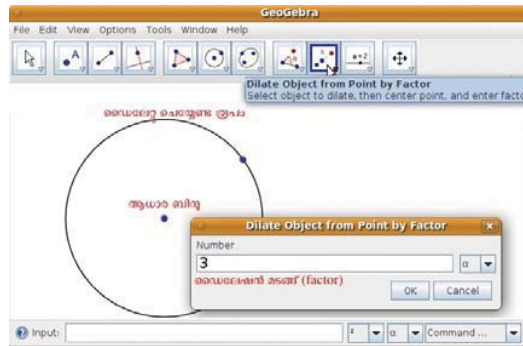 GeoGebra
File Edit View Options Tools Window Help
A
a=2
Dilate Object from Point by Factor
Select object to dilate, then center point, and enter facto
ഡൈലേറ്റു ചെയ്യേണ്ട രൂപം
ആധാര ബിന്ദു
Dilate Object from Point by Factor
Number
3
α
ഡൈലേഷൻ മടങ്ങ് (factor)
OK Cancel
Input: ² α Command ...